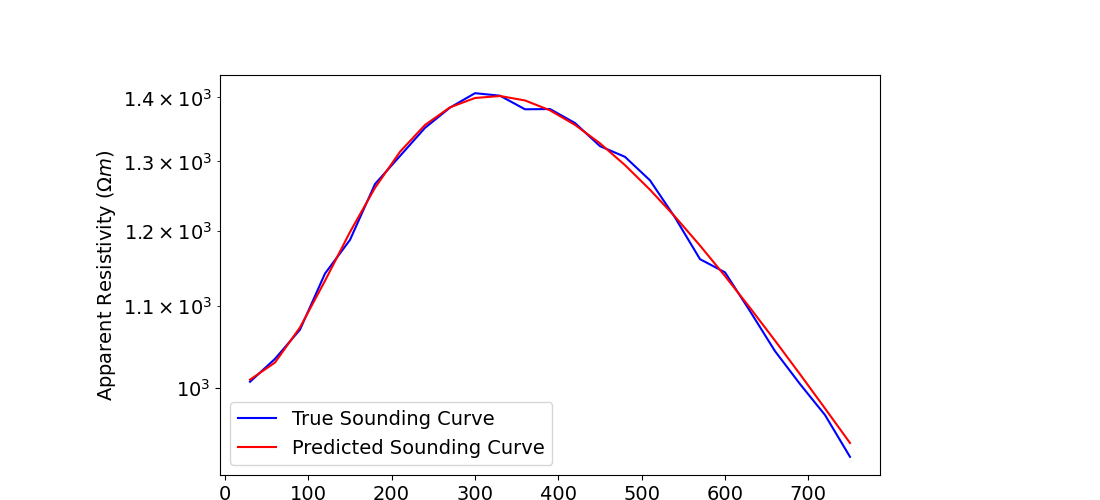 1.4 × 10³
1.3 × 10³
1.2 × 10³
1.1 × 10³
10³
Apparent Resistivity (Ωm)
True Sounding Curve
Predicted Sounding Curve
0 100 200 300 400 500 600 700